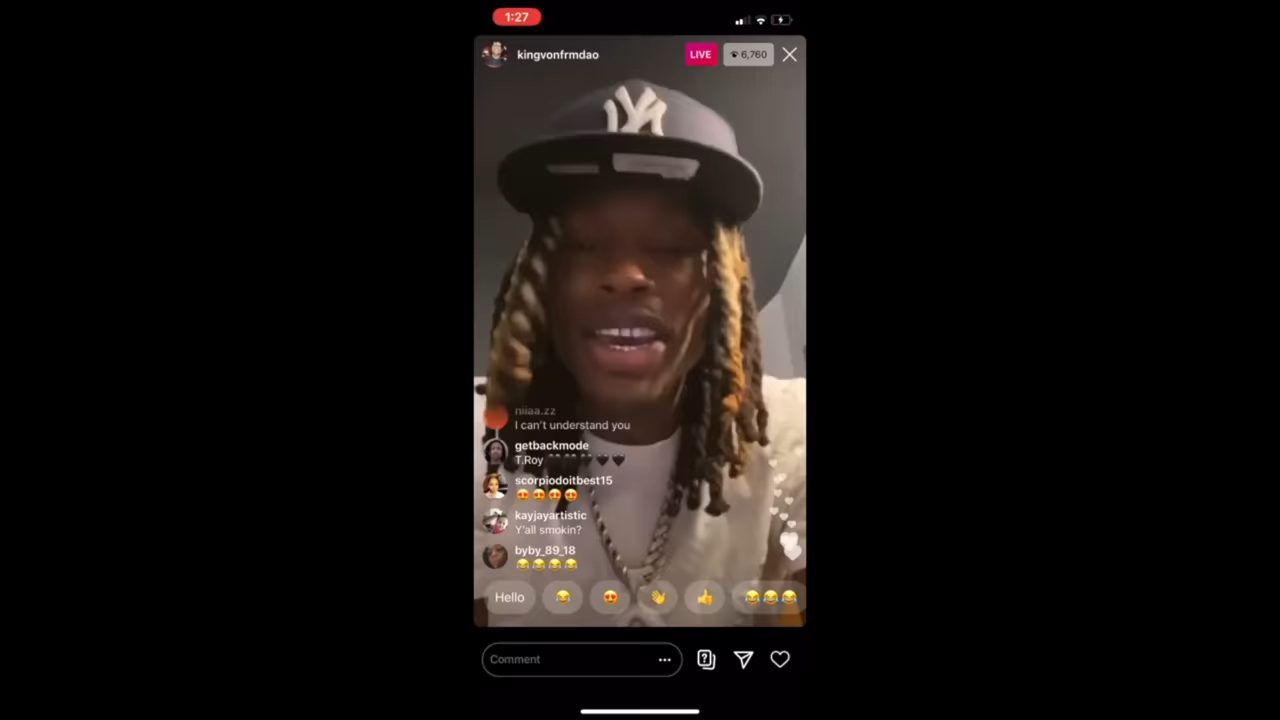 1:27
kingvonfrmdao
LIVE
6,760
NY
niiaa.zz
I can't understand you
getbackmode
T.Roy 🖤🖤
scorpiodoitbest15
😍😍😍😍
kayjayartistic
Y'all smokin?
byby_89_18
😂😂😂😂
Hello 😂 😍 👋 👍 😂😂😂
Comment